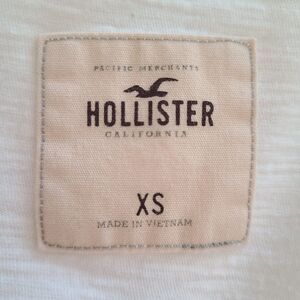 PACIFIC MERCHANTS
HOLLISTER
CALIFORNIA
XS
MADE IN VIETNAM